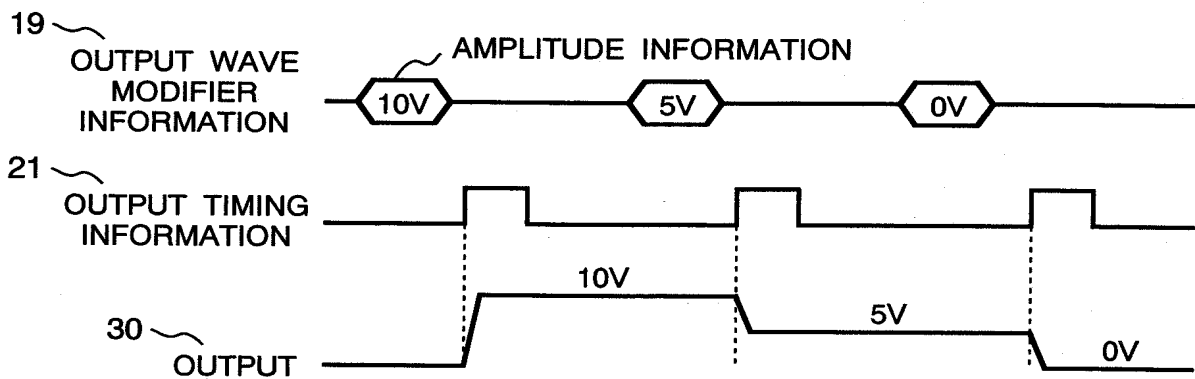 19
OUTPUT WAVE
MODIFIER
INFORMATION
AMPLITUDE INFORMATION
10V
5V
0V
21
OUTPUT TIMING
INFORMATION
10V
5V
0V
30
OUTPUT